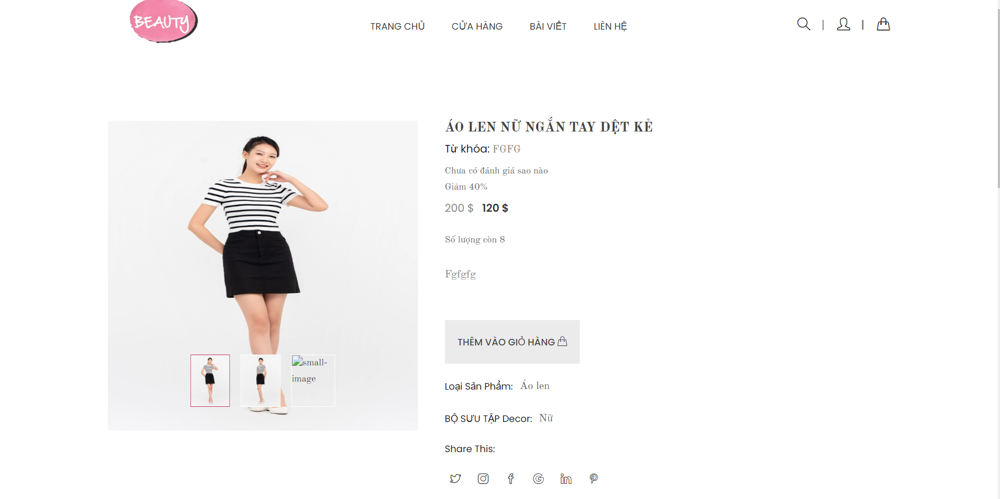 BEAUTY
TRANG CHỦ
CỬA HÀNG
BÀI VIẾT
LIÊN HỆ
ÁO LEN NỮ NGẮN TAY DỆT KẺ
Từ khóa: FGFG
Chưa có đánh giá sao nào
Giảm 40%
200 $ 120 $
Số lượng còn 8
Fgfgfg
THÊM VÀO GIỎ HÀNG
small-
image
Loại Sản Phẩm: Áo len
BỘ SƯU TẬP Decor: Nữ
Share This: